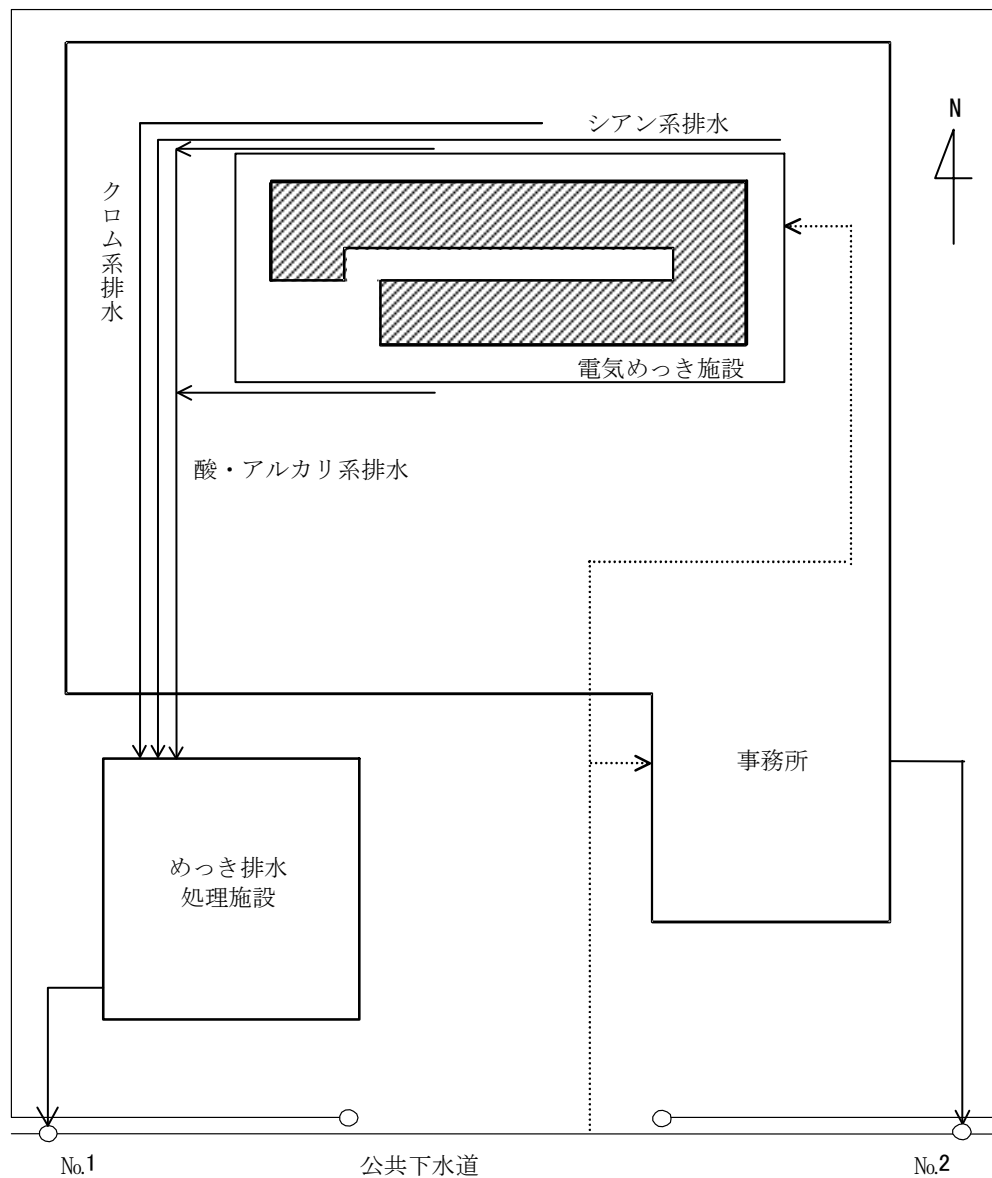 シアン系排水
N
クロム系排水
電気めっき施設
酸・アルカリ系排水
事務所
めっき排水
処理施設
№1
公共下水道
№2